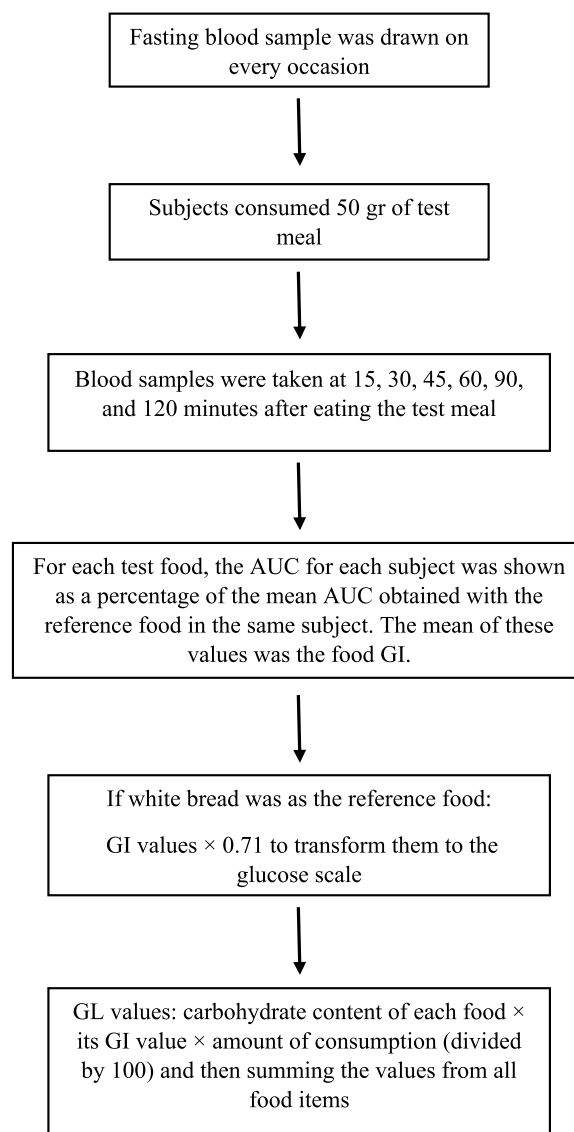 Fasting blood sample was drawn on
every occasion
Subjects consumed 50 gr of test
meal
Blood samples were taken at 15, 30, 45, 60, 90,
and 120 minutes after eating the test meal
For each test food, the AUC for each subject was shown
as a percentage of the mean AUC obtained with the
reference food in the same subject. The mean of these
values was the food GI.
If white bread was as the reference food:
GI values × 0.71 to transform them to the
glucose scale
GL values: carbohydrate content of each food ×
its GI value × amount of consumption (divided
by 100) and then summing the values from all
food items